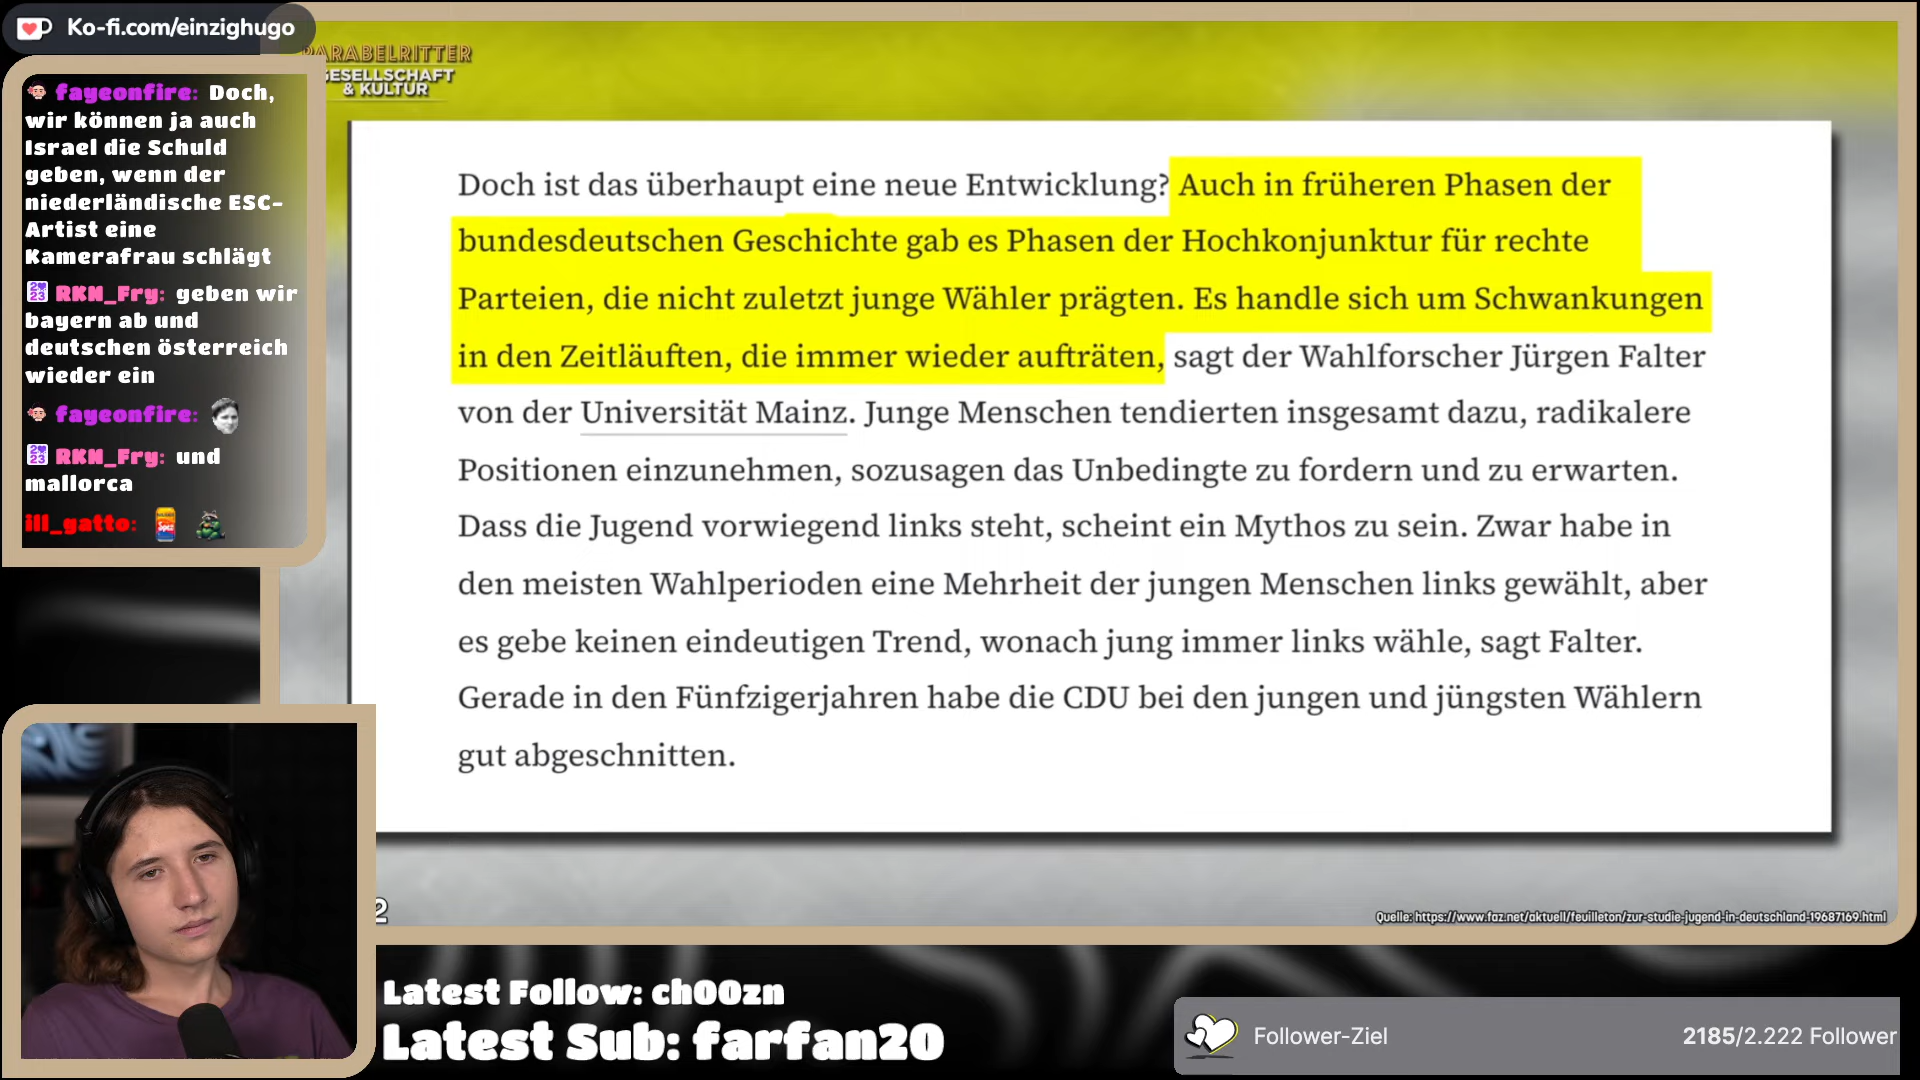 Ko-fi.com/einzighugo
PARABELRITTER
GESELLSCHAFT
& KULTUR
fayeonfire: Doch,
wir können ja auch
Israel die Schuld
geben, wenn der
niederländische ESC-
Artist eine
Kamerafrau schlägt
RKN_Fry: geben wir
bayern ab und
deutschen österreich
wieder ein
fayeonfire:
RKN_Fry: und
mallorca
ill_gatto:
Doch ist das überhaupt eine neue Entwicklung? Auch in früheren Phasen der
bundesdeutschen Geschichte gab es Phasen der Hochkonjunktur für rechte
Parteien, die nicht zuletzt junge Wähler prägten. Es handle sich um Schwankungen
in den Zeitläuften, die immer wieder aufträten, sagt der Wahlforscher Jürgen Falter
von der Universität Mainz. Junge Menschen tendierten insgesamt dazu, radikalere
Positionen einzunehmen, sozusagen das Unbedingte zu fordern und zu erwarten.
Dass die Jugend vorwiegend links steht, scheint ein Mythos zu sein. Zwar habe in
den meisten Wahlperioden eine Mehrheit der jungen Menschen links gewählt, aber
es gebe keinen eindeutigen Trend, wonach jung immer links wähle, sagt Falter.
Gerade in den Fünfzigerjahren habe die CDU bei den jungen und jüngsten Wählern
gut abgeschnitten.
2
Quelle: https://www.faz.net/aktuell/feuilleton/zur-studie-jugend-in-deutschland-19687169.html
Latest Follow: ch00zn
Latest Sub: farfan20
Follower-Ziel
2185/2.222 Follower